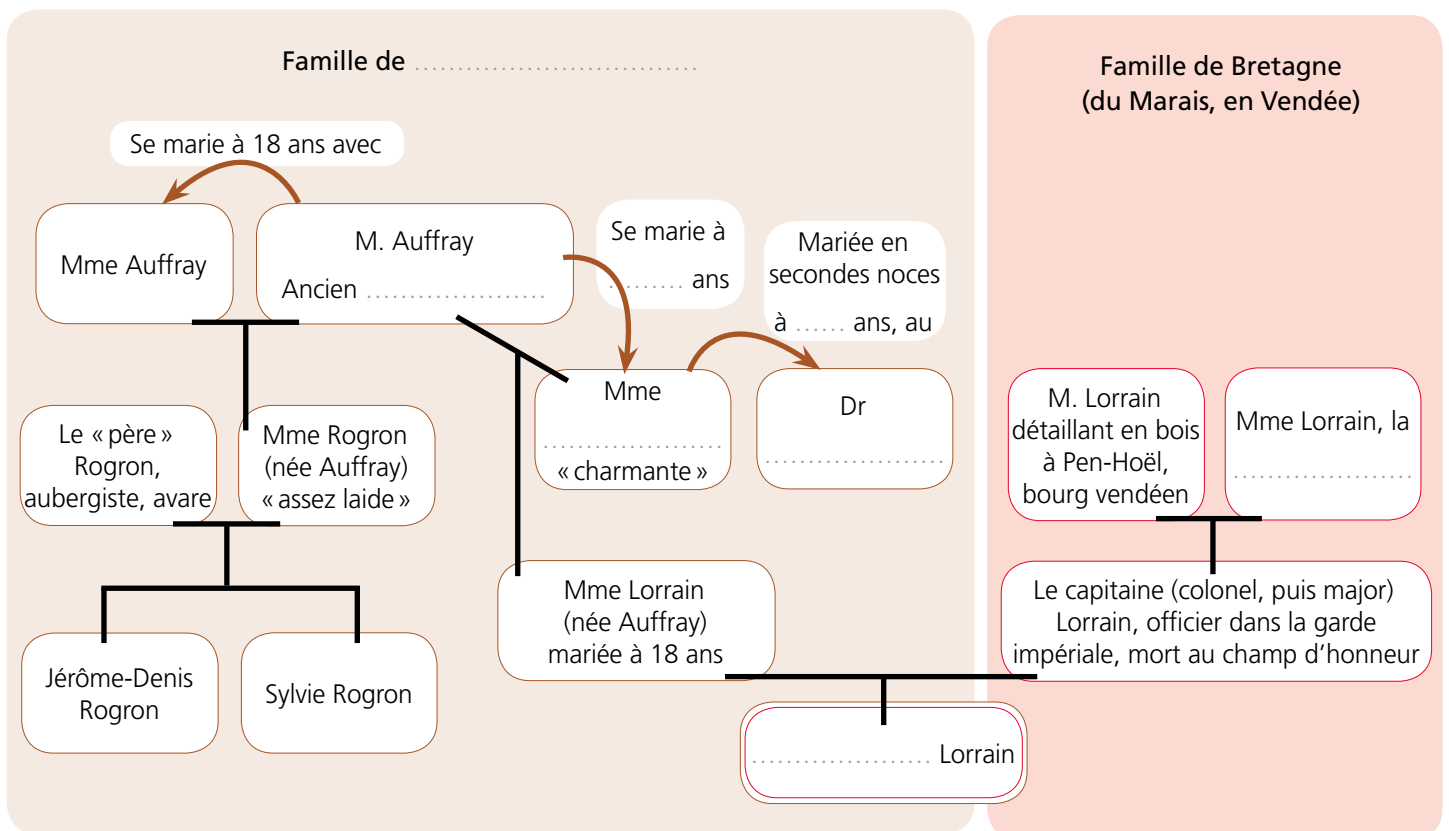 Famille de .................................
Famille de Bretagne
(du Marais, en Vendée)
Se marie à 18 ans avec
Mme Auffray
M. Auffray
Ancien .....................
Se marie à
......... ans
Mariée en
secondes noces
à ...... ans, au
Mme
.....................
« charmante »
Dr
.....................
M. Lorrain
détaillant en bois
à Pen-Hoël,
bourg vendéen
Mme Lorrain, la
.....................
Le « père »
Rogron,
aubergiste, avare
Mme Rogron
(née Auffray)
« assez laide »
Mme Lorrain
(née Auffray)
mariée à 18 ans
Le capitaine (colonel, puis major)
Lorrain, officier dans la garde
impériale, mort au champ d’honneur
Jérôme-Denis
Rogron
Sylvie Rogron
..................... Lorrain